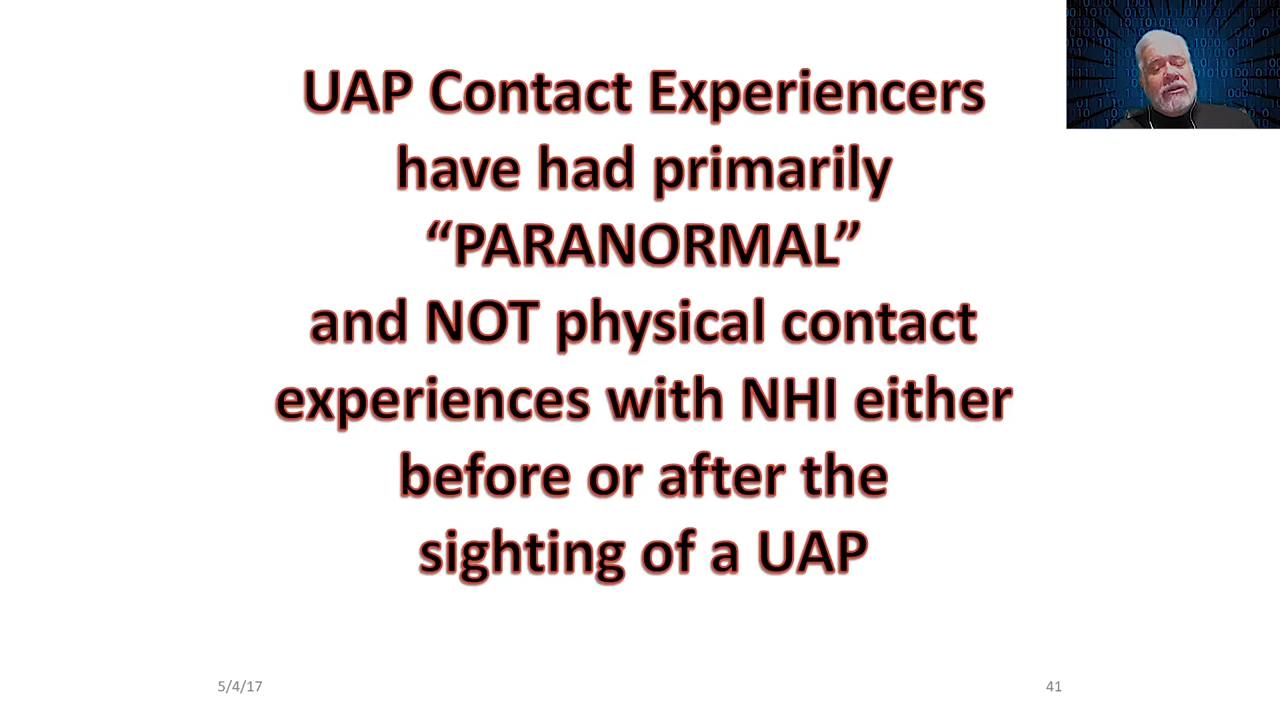 UAP Contact Experiencers
have had primarily
“PARANORMAL”
and NOT physical contact
experiences with NHI either
before or after the
sighting of a UAP
5/4/17
41